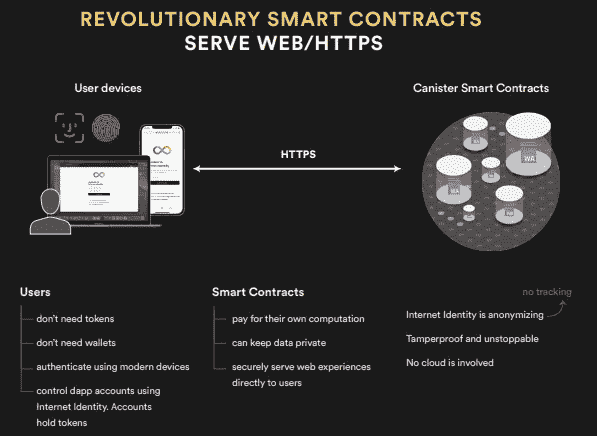 REVOLUTIONARY SMART CONTRACTS
SERVE WEB/HTTPS
User devices
Canister Smart Contracts
HTTPS
WA
WA
WA
WA
Users
don't need tokens
don't need wallets
authenticate using modern devices
control dapp accounts using
Internet Identity. Accounts
hold tokens
Smart Contracts
pay for their own computation
can keep data private
securely serve web experiences
directly to users
no tracking
Internet Identity is anonymizing
Tamperproof and unstoppable
No cloud is involved